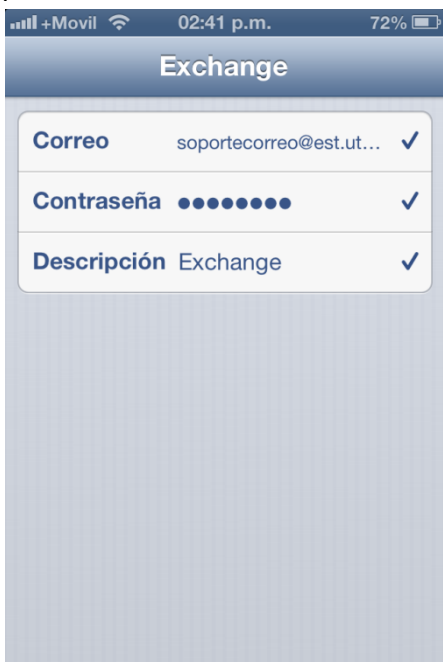 +Movil 02:41 p.m. 72%
Exchange
Correo soportecorreo@est.ut...
Contraseña ••••••••
Descripción Exchange